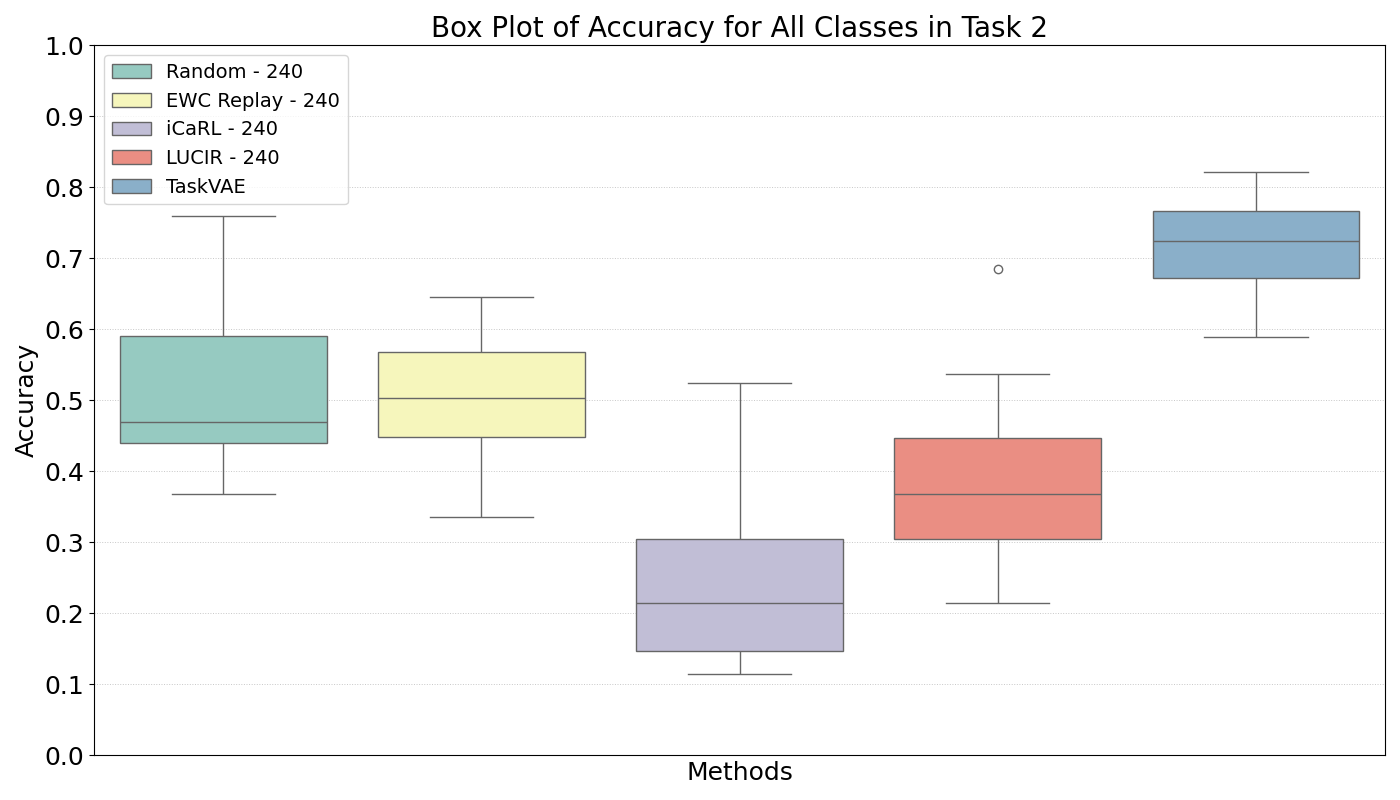 Box Plot of Accuracy for All Classes in Task 2
1.0
0.9
0.8
0.7
0.6
0.5
0.4
0.3
0.2
0.1
0.0
Accuracy
Random - 240
EWC Replay - 240
iCaRL - 240
LUCIR - 240
TaskVAE
Methods